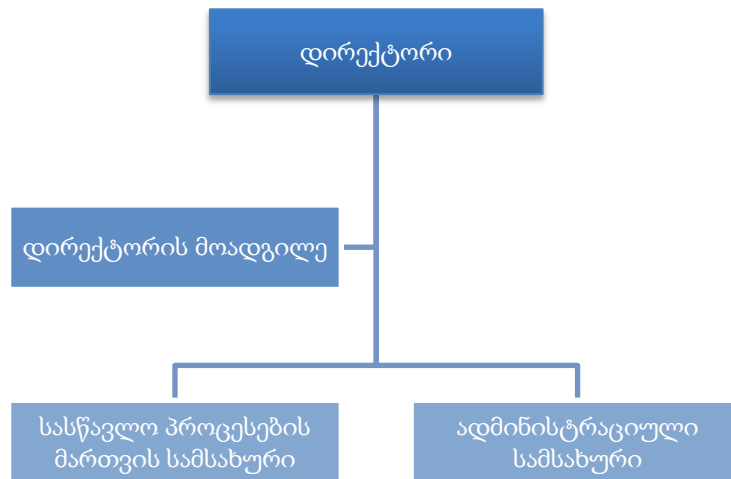 დირექტორი
დირექტორის მოადგილე
სასწავლო პროცესების
მართვის სამსახური
ადმინისტრაციული
სამსახური